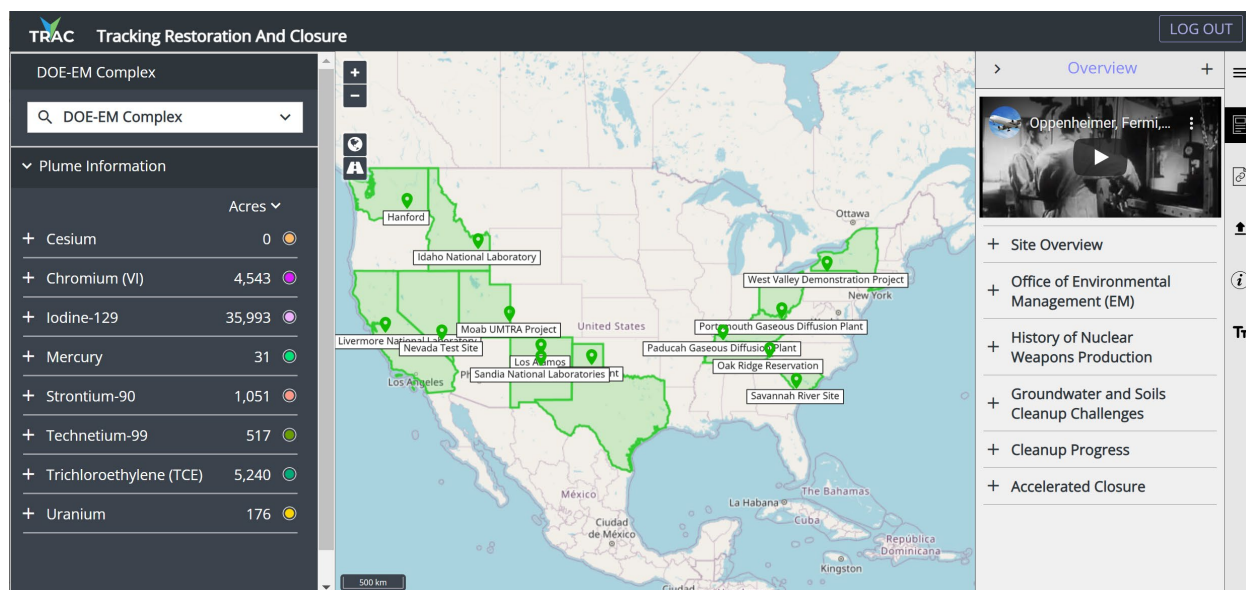 TRAC Tracking Restoration And Closure
LOG OUT
DOE-EM Complex
DOE-EM Complex
Plume Information
Acres
Cesium 0
Chromium (VI) 4,543
Iodine-129 35,993
Mercury 31
Strontium-90 1,051
Technetium-99 517
Trichloroethylene (TCE) 5,240
Uranium 176
+
−
Ottawa
Hanford
Idaho National Laboratory
West Valley Demonstration Project
New York
Moab UMTRA Project
United States
Portsmouth Gaseous Diffusion Plant
Livermore National Laboratory
Nevada Test Site
Paducah Gaseous Diffusion Plant
Los Alamos
Oak Ridge Reservation
Sandia National Laboratories
Los Angeles
Savannah River Site
México
La Habana
The Bahamas
Cuba
Ciudad
de México
República
Dominicana
Kingston
Ciudad
500 km
Overview +
Oppenheimer, Fermi,...
+ Site Overview
+ Office of Environmental
Management (EM)
+ History of Nuclear
Weapons Production
+ Groundwater and Soils
Cleanup Challenges
+ Cleanup Progress
+ Accelerated Closure